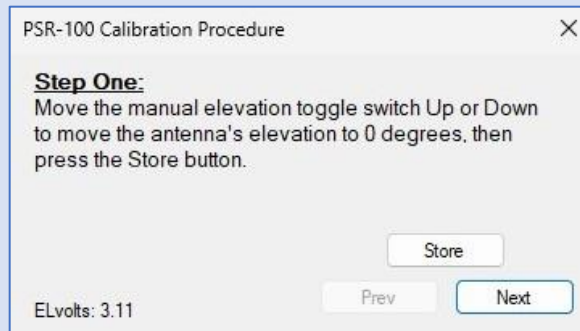 PSR-100 Calibration Procedure
Step One:
Move the manual elevation toggle switch Up or Down
to move the antenna's elevation to 0 degrees, then
press the Store button.
Store
Prev
Next
ELvolts: 3.11